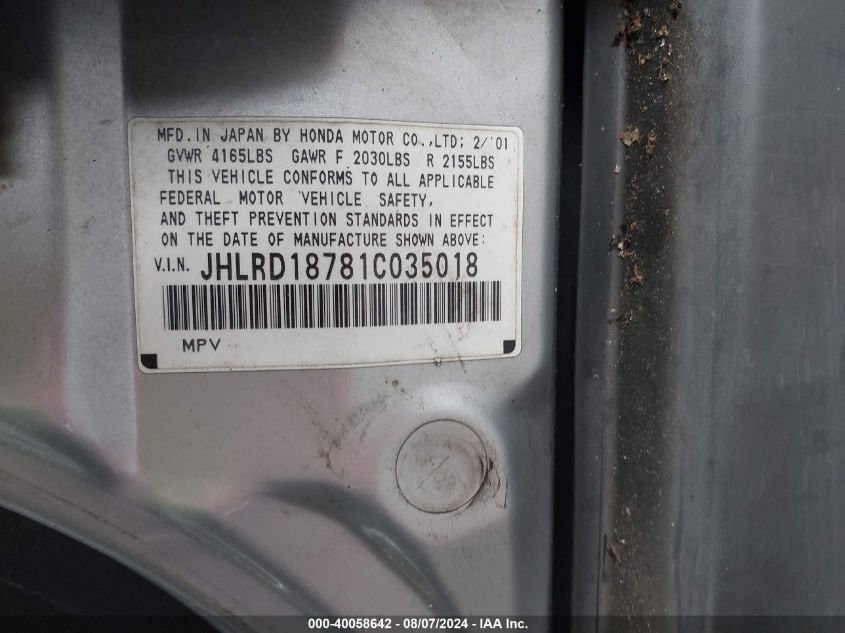 MFD. IN JAPAN BY HONDA MOTOR CO.,LTD; 2/'01
GVWR 4165LBS GAWR F 2030LBS R 2155LBS
THIS VEHICLE CONFORMS TO ALL APPLICABLE
FEDERAL MOTOR VEHICLE SAFETY,
AND THEFT PREVENTION STANDARDS IN EFFECT
ON THE DATE OF MANUFACTURE SHOWN ABOVE:
V.I.N. JHLRD18781C035018
MPV
000-40058642 - 08/07/2024 - IAA Inc.